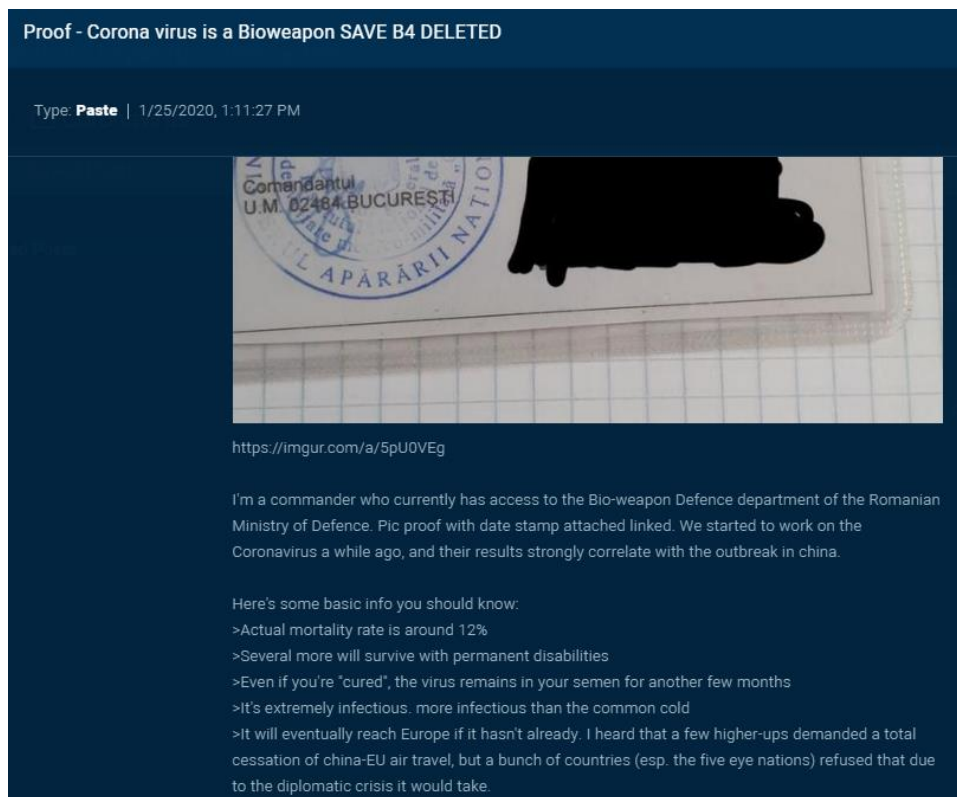 Proof - Corona virus is a Bioweapon SAVE B4 DELETED
Type: Paste | 1/25/2020, 1:11:27 PM
Comandantul
U.M. 02484 BUCUREȘTI
APĂRĂRII NAȚIO
https://imgur.com/a/5pU0VEg
I'm a commander who currently has access to the Bio-weapon Defence department of the Romanian
Ministry of Defence. Pic proof with date stamp attached linked. We started to work on the
Coronavirus a while ago, and their results strongly correlate with the outbreak in china.
Here's some basic info you should know:
>Actual mortality rate is around 12%
>Several more will survive with permanent disabilities
>Even if you're "cured", the virus remains in your semen for another few months
>It's extremely infectious. more infectious than the common cold
>It will eventually reach Europe if it hasn't already. I heard that a few higher-ups demanded a total
cessation of china-EU air travel, but a bunch of countries (esp. the five eye nations) refused that due
to the diplomatic crisis it would take.